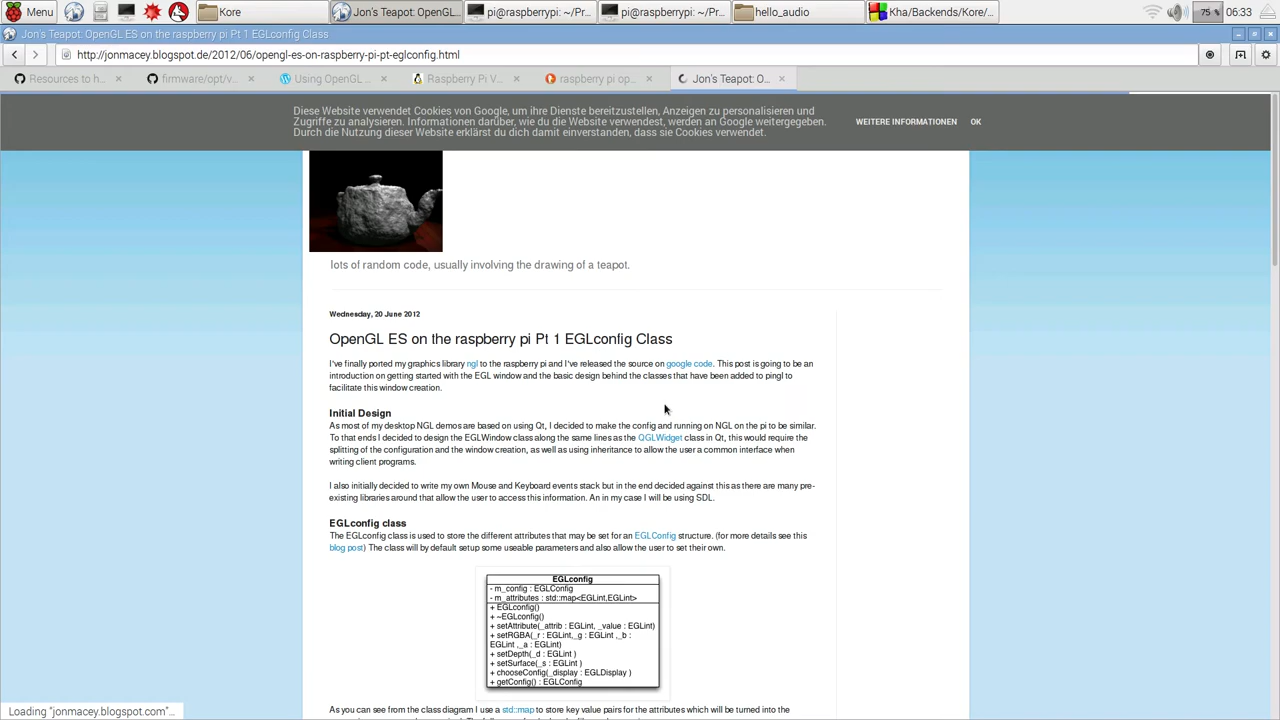 Menu
Kore
Jon's Teapot: OpenGL...
pi@raspberrypi: ~/Pr...
pi@raspberrypi: ~/Pr...
hello_audio
Kha/Backends/Kore/...
75 %
06:33
Jon's Teapot: OpenGL ES on the raspberry pi Pt 1 EGLconfig Class
http://jonmacey.blogspot.de/2012/06/opengl-es-on-raspberry-pi-pt-eglconfig.html
Resources to h...
firmware/opt/v...
Using OpenGL ...
Raspberry Pi V...
raspberry pi op...
Jon's Teapot: O...
Diese Website verwendet Cookies von Google, um ihre Dienste bereitzustellen, Anzeigen zu personalisieren und
Zugriffe zu analysieren. Informationen darüber, wie du die Website verwendest, werden an Google weitergegeben.
Durch die Nutzung dieser Website erklärst du dich damit einverstanden, dass sie Cookies verwendet.
WEITERE INFORMATIONEN
OK
lots of random code, usually involving the drawing of a teapot.
Wednesday, 20 June 2012
OpenGL ES on the raspberry pi Pt 1 EGLconfig Class
I've finally ported my graphics library ngl to the raspberry pi and I've released the source on google code. This post is going to be an
introduction on getting started with the EGL window and the basic design behind the classes that have been added to pingl to
facilitate this window creation.
Initial Design
As most of my desktop NGL demos are based on using Qt, I decided to make the config and running on NGL on the pi to be similar.
To that ends I decided to design the EGLWindow class along the same lines as the QGLWidget class in Qt, this would require the
splitting of the configuration and the window creation, as well as using inheritance to allow the user a common interface when
writing client programs.
I also initially decided to write my own Mouse and Keyboard events stack but in the end decided against this as there are many pre-
existing libraries around that allow the user to access this information. An in my case I will be using SDL.
EGLconfig class
The EGLconfig class is used to store the different attributes that may be set for an EGLConfig structure. (for more details see this
blog post) The class will by default setup some useable parameters and also allow the user to set their own.
EGLconfig
- m_config : EGLConfig
- m_attributes : std::map<EGLint,EGLint>
+ EGLconfig()
+ ~EGLconfig()
+ setAttribute(_attrib : EGLint, _value : EGLint)
+ setRGBA(_r : EGLint,_g : EGLint ,_b :
EGLint ,_a : EGLint)
+ setDepth(_d : EGLint )
+ setSurface(_s : EGLint )
+ chooseConfig(_display : EGLDisplay )
+ getConfig() : EGLConfig
As you can see from the class diagram I use a std::map to store key value pairs for the attributes which will be turned into the
Loading "jonmacey.blogspot.com"...